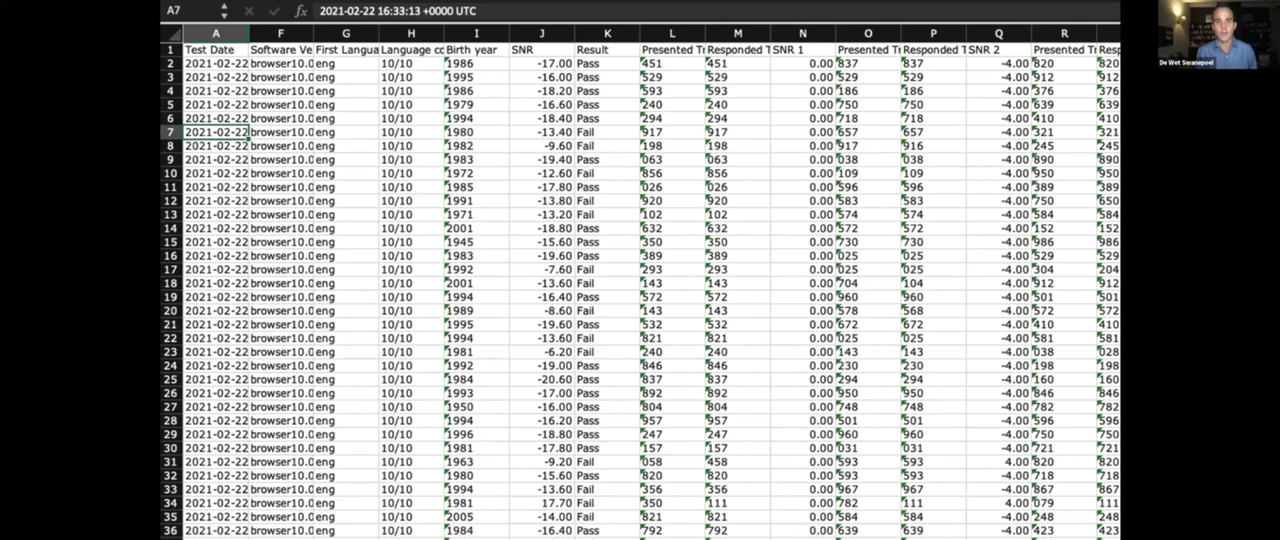 A7 fx 2021-02-22 16:33:13 +0000 UTC
A F G H I J K L M N O P Q R
1 Test Date Software Ve First Langua Language co Birth year SNR Result Presented Tr Responded T SNR 1 Presented Tr Responded T SNR 2 Presented Tr Resp
2 2021-02-22 browser10.0 eng 10/10 1986 -17.00 Pass 451 451 0.00 837 837 -4.00 820 820
3 2021-02-22 browser10.0 eng 10/10 1995 -16.00 Pass 529 529 0.00 529 529 -4.00 912 912
4 2021-02-22 browser10.0 eng 10/10 1986 -18.20 Pass 593 593 0.00 186 186 -4.00 376 376
5 2021-02-22 browser10.0 eng 10/10 1979 -16.60 Pass 240 240 0.00 750 750 -4.00 639 639
6 2021-02-22 browser10.0 eng 10/10 1994 -18.40 Pass 294 294 0.00 718 718 -4.00 410 410
7 2021-02-22 browser10.0 eng 10/10 1980 -13.40 Fail 917 917 0.00 657 657 -4.00 321 321
8 2021-02-22 browser10.0 eng 10/10 1982 -9.60 Fail 198 198 0.00 917 916 -4.00 245 245
9 2021-02-22 browser10.0 eng 10/10 1983 -19.40 Pass 063 063 0.00 038 038 -4.00 890 890
10 2021-02-22 browser10.0 eng 10/10 1972 -12.60 Fail 856 856 0.00 109 109 -4.00 950 950
11 2021-02-22 browser10.0 eng 10/10 1985 -17.80 Pass 026 026 0.00 596 596 -4.00 389 389
12 2021-02-22 browser10.0 eng 10/10 1991 -13.80 Fail 920 920 0.00 583 583 -4.00 750 650
13 2021-02-22 browser10.0 eng 10/10 1971 -13.20 Fail 102 102 0.00 574 574 -4.00 584 584
14 2021-02-22 browser10.0 eng 10/10 2001 -18.80 Pass 632 632 0.00 572 572 -4.00 152 152
15 2021-02-22 browser10.0 eng 10/10 1945 -15.60 Pass 350 350 0.00 730 730 -4.00 986 986
16 2021-02-22 browser10.0 eng 10/10 1983 -19.60 Pass 389 389 0.00 025 025 -4.00 529 529
17 2021-02-22 browser10.0 eng 10/10 1992 -7.60 Fail 293 293 0.00 025 025 -4.00 304 204
18 2021-02-22 browser10.0 eng 10/10 2001 -13.60 Fail 143 143 0.00 704 104 -4.00 912 912
19 2021-02-22 browser10.0 eng 10/10 1994 -16.40 Pass 572 572 0.00 960 960 -4.00 501 501
20 2021-02-22 browser10.0 eng 10/10 1989 -8.60 Fail 143 143 0.00 578 568 -4.00 572 572
21 2021-02-22 browser10.0 eng 10/10 1995 -19.60 Pass 532 532 0.00 672 672 -4.00 410 410
22 2021-02-22 browser10.0 eng 10/10 1994 -13.60 Fail 821 821 0.00 025 025 -4.00 581 581
23 2021-02-22 browser10.0 eng 10/10 1981 -6.20 Fail 240 240 0.00 143 143 -4.00 038 028
24 2021-02-22 browser10.0 eng 10/10 1992 -19.00 Pass 846 846 0.00 230 230 -4.00 198 198
25 2021-02-22 browser10.0 eng 10/10 1984 -20.60 Pass 837 837 0.00 294 294 -4.00 160 160
26 2021-02-22 browser10.0 eng 10/10 1993 -17.00 Pass 892 892 0.00 950 950 -4.00 846 846
27 2021-02-22 browser10.0 eng 10/10 1950 -16.00 Pass 804 804 0.00 748 748 -4.00 782 782
28 2021-02-22 browser10.0 eng 10/10 1994 -16.20 Pass 957 957 0.00 501 501 -4.00 596 596
29 2021-02-22 browser10.0 eng 10/10 1996 -18.80 Pass 247 247 0.00 960 960 -4.00 750 750
30 2021-02-22 browser10.0 eng 10/10 1981 -17.80 Pass 157 157 0.00 031 031 -4.00 721 721
31 2021-02-22 browser10.0 eng 10/10 1963 -9.20 Fail 058 458 0.00 593 593 4.00 820 820
32 2021-02-22 browser10.0 eng 10/10 1980 -15.60 Pass 820 820 0.00 593 593 -4.00 718 718
33 2021-02-22 browser10.0 eng 10/10 1994 -13.60 Fail 356 356 0.00 967 967 -4.00 867 867
34 2021-02-22 browser10.0 eng 10/10 1981 17.70 Fail 350 111 0.00 782 111 4.00 079 111
35 2021-02-22 browser10.0 eng 10/10 2005 -14.00 Fail 821 821 0.00 584 584 -4.00 248 248
36 2021-02-22 browser10.0 eng 10/10 1984 -16.40 Pass 792 792 0.00 639 639 -4.00 423 423
De Wet Swanepoel